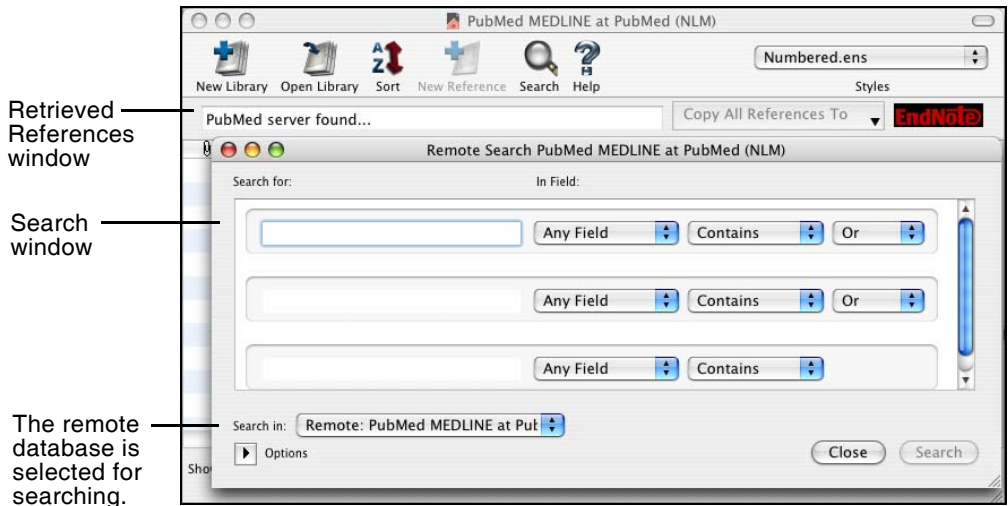 PubMed MEDLINE at PubMed (NLM)
New Library Open Library Sort New Reference Search Help
Numbered.ens
Styles
Retrieved
References
window
PubMed server found...
Copy All References To
EndNote
Remote Search PubMed MEDLINE at PubMed (NLM)
Search for: In Field:
Search
window
Any Field Contains Or
Any Field Contains Or
Any Field Contains
The remote
database is
selected for
searching.
Search in: Remote: PubMed MEDLINE at Pub
Options
Close Search
Sho